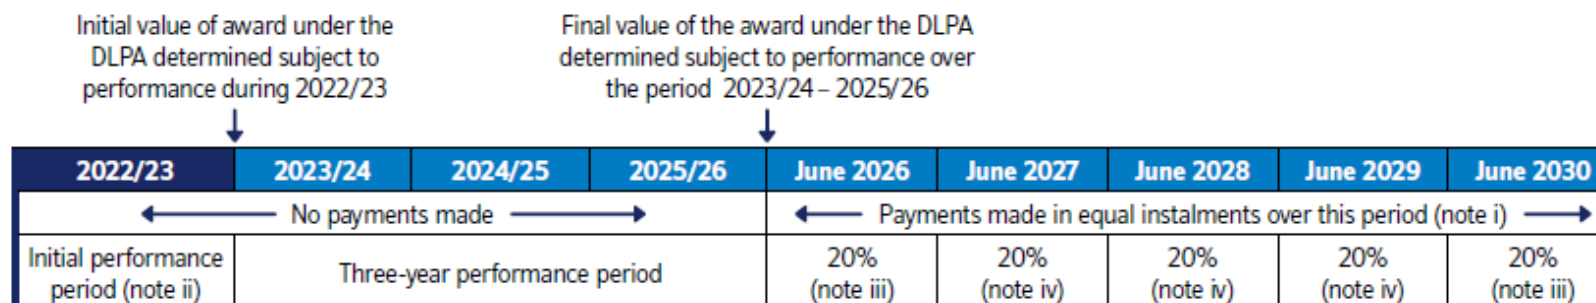 Initial value of award under the
DLPA determined subject to
performance during 2022/23
Final value of the award under the DLPA
determined subject to performance over
the period 2023/24 – 2025/26
2022/23 2023/24 2024/25 2025/26 June 2026 June 2027 June 2028 June 2029 June 2030
No payments made Payments made in equal instalments over this period (note i)
Initial performance
period (note ii)
Three-year performance period
20%
(note iii)
20%
(note iv)
20%
(note iv)
20%
(note iv)
20%
(note iii)